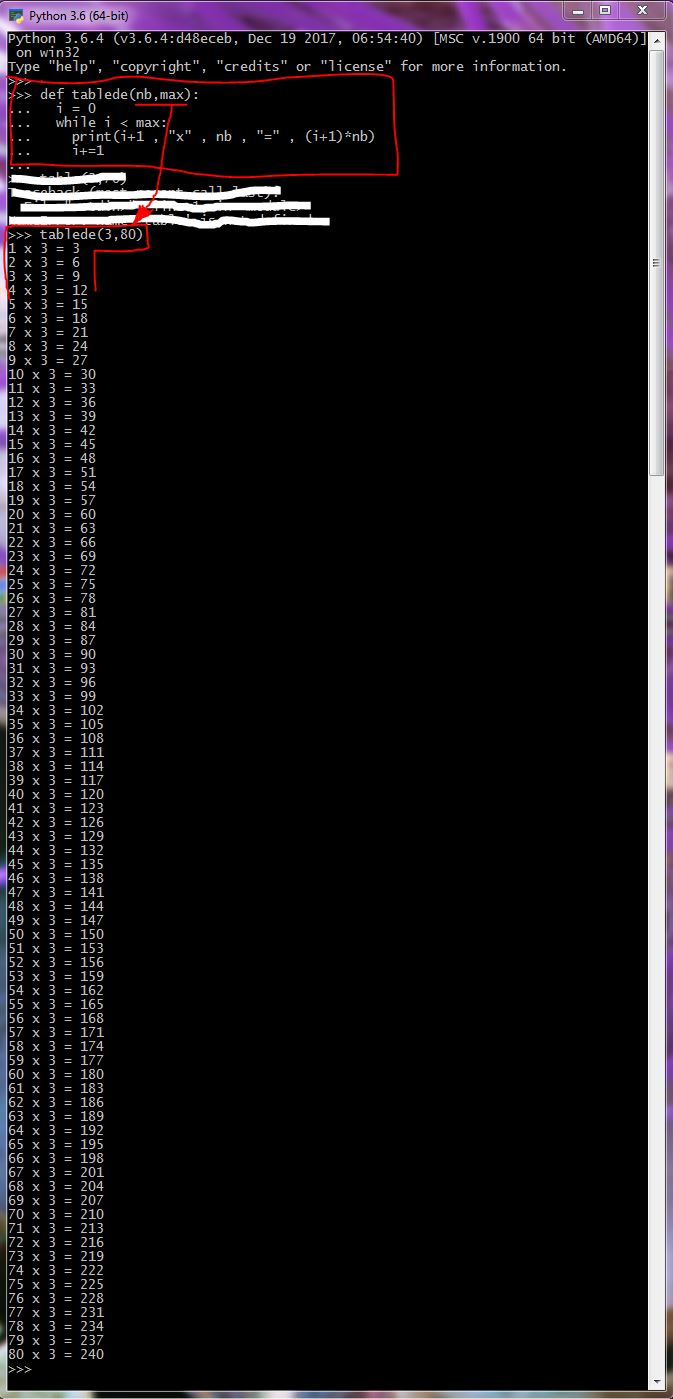 Python 3.6 (64-bit)
Python 3.6.4 (v3.6.4:d48eceb, Dec 19 2017, 06:54:40) [MSC v.1900 64 bit (AMD64)]
on win32
Type "help", "copyright", "credits" or "license" for more information.
>>>
>>> def tablede(nb,max):
...   i = 0
...   while i < max:
...     print(i+1 , "x" , nb , "=" , (i+1)*nb)
...     i+=1
...
>>> tablede(3,80)
1 x 3 = 3
2 x 3 = 6
3 x 3 = 9
4 x 3 = 12
5 x 3 = 15
6 x 3 = 18
7 x 3 = 21
8 x 3 = 24
9 x 3 = 27
10 x 3 = 30
11 x 3 = 33
12 x 3 = 36
13 x 3 = 39
14 x 3 = 42
15 x 3 = 45
16 x 3 = 48
17 x 3 = 51
18 x 3 = 54
19 x 3 = 57
20 x 3 = 60
21 x 3 = 63
22 x 3 = 66
23 x 3 = 69
24 x 3 = 72
25 x 3 = 75
26 x 3 = 78
27 x 3 = 81
28 x 3 = 84
29 x 3 = 87
30 x 3 = 90
31 x 3 = 93
32 x 3 = 96
33 x 3 = 99
34 x 3 = 102
35 x 3 = 105
36 x 3 = 108
37 x 3 = 111
38 x 3 = 114
39 x 3 = 117
40 x 3 = 120
41 x 3 = 123
42 x 3 = 126
43 x 3 = 129
44 x 3 = 132
45 x 3 = 135
46 x 3 = 138
47 x 3 = 141
48 x 3 = 144
49 x 3 = 147
50 x 3 = 150
51 x 3 = 153
52 x 3 = 156
53 x 3 = 159
54 x 3 = 162
55 x 3 = 165
56 x 3 = 168
57 x 3 = 171
58 x 3 = 174
59 x 3 = 177
60 x 3 = 180
61 x 3 = 183
62 x 3 = 186
63 x 3 = 189
64 x 3 = 192
65 x 3 = 195
66 x 3 = 198
67 x 3 = 201
68 x 3 = 204
69 x 3 = 207
70 x 3 = 210
71 x 3 = 213
72 x 3 = 216
73 x 3 = 219
74 x 3 = 222
75 x 3 = 225
76 x 3 = 228
77 x 3 = 231
78 x 3 = 234
79 x 3 = 237
80 x 3 = 240
>>>